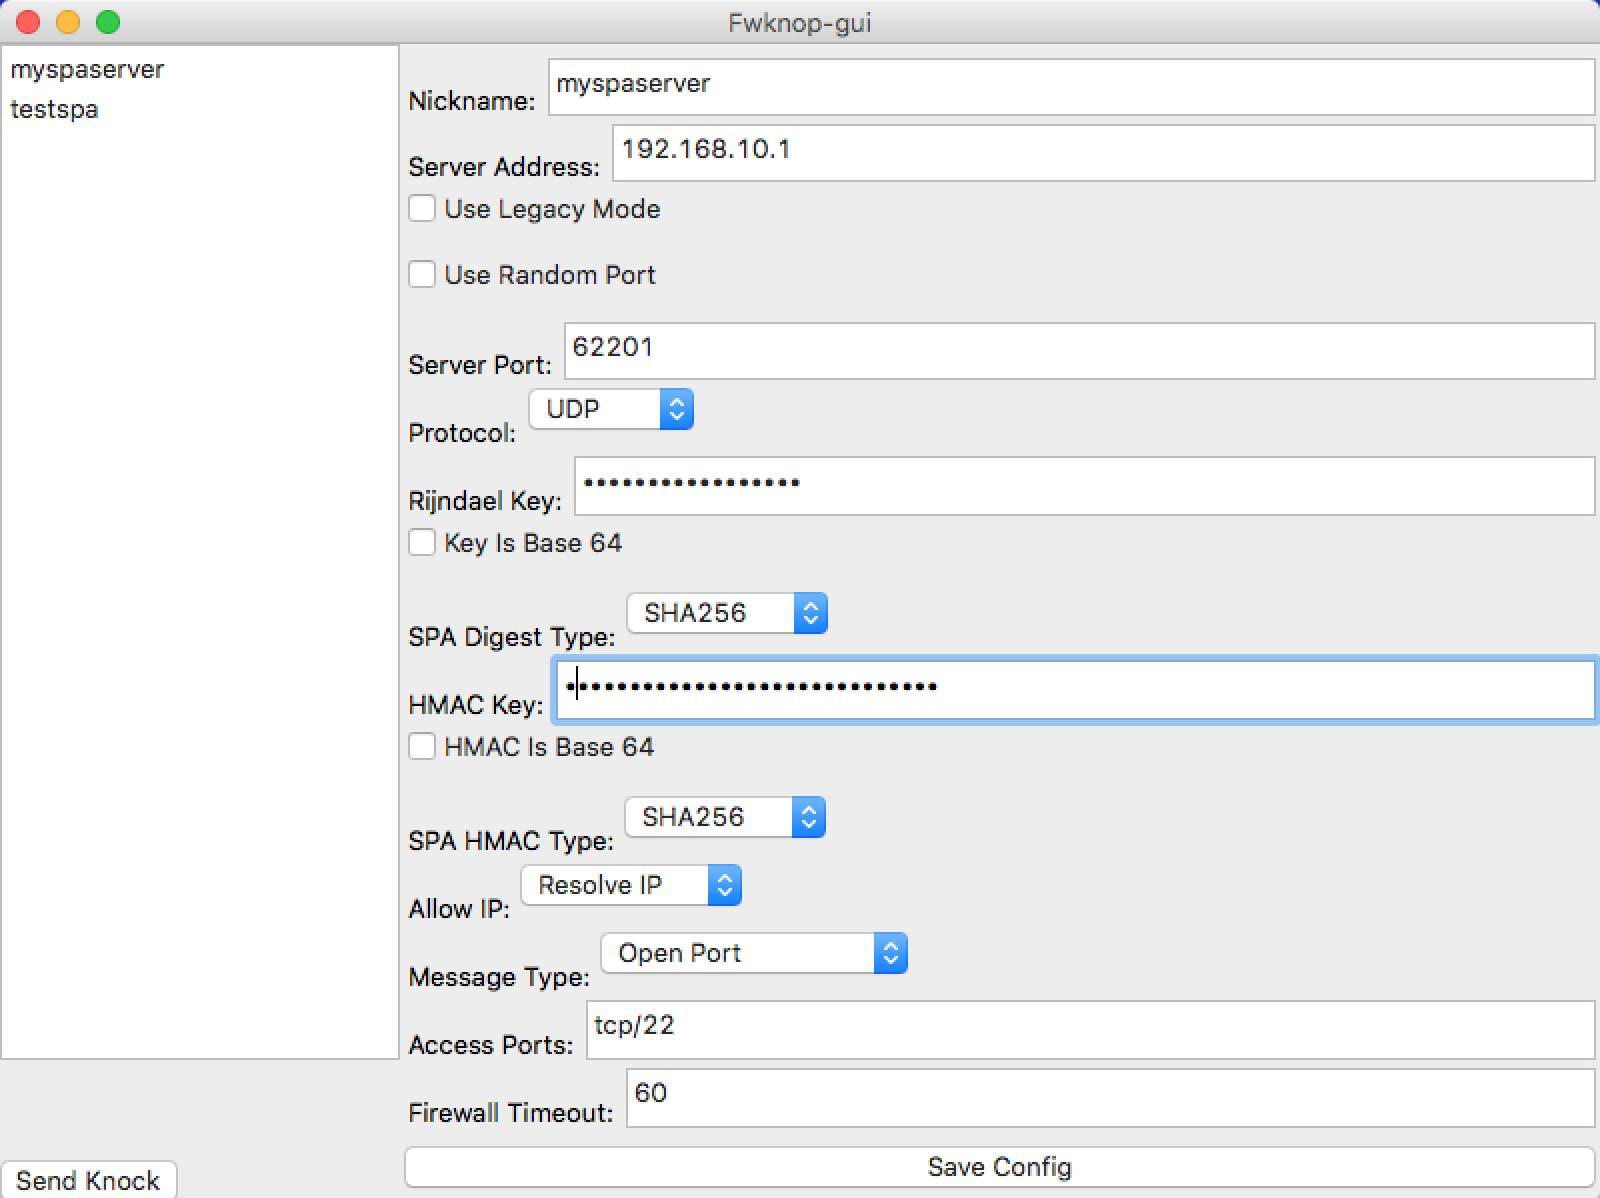 Fwknop-gui
myspaserver
testspa
Nickname: myspaserver
Server Address: 192.168.10.1
Use Legacy Mode
Use Random Port
Server Port: 62201
Protocol: UDP
Rijndael Key: •••••••••••••••••
Key Is Base 64
SPA Digest Type: SHA256
HMAC Key: •••••••••••••••••••••••••••••
HMAC Is Base 64
SPA HMAC Type: SHA256
Allow IP: Resolve IP
Message Type: Open Port
Access Ports: tcp/22
Firewall Timeout: 60
Save Config
Send Knock